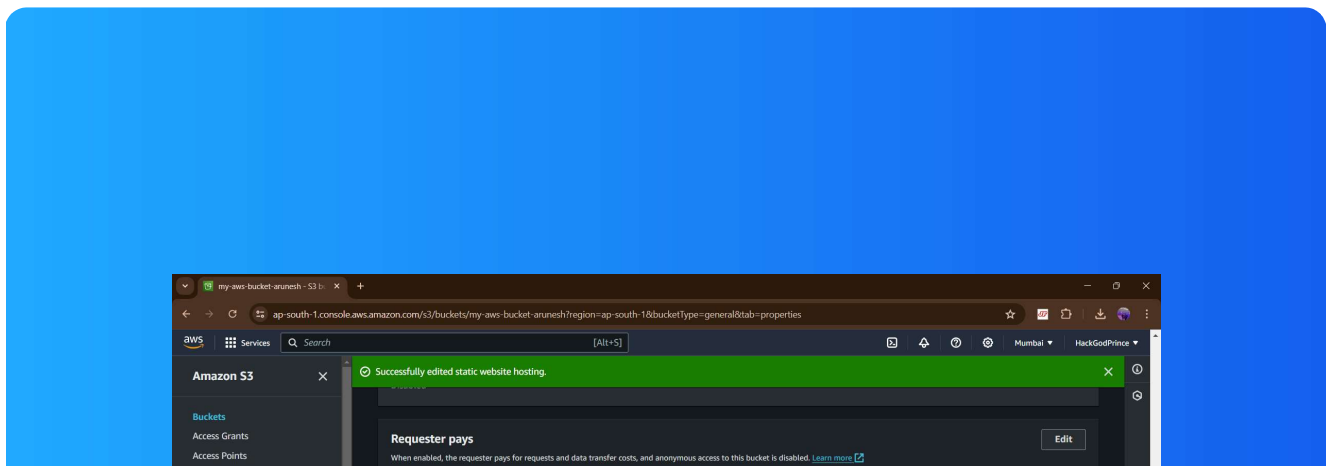 my-aws-bucket-arunesh - S3 b
ap-south-1.console.aws.amazon.com/s3/buckets/my-aws-bucket-arunesh?region=ap-south-1&bucketType=general&tab=properties
aws Services Search [Alt+S] Mumbai HackGodPrince
Amazon S3
Successfully edited static website hosting.
Buckets
Access Grants
Requester pays Edit
Access Points
When enabled, the requester pays for requests and data transfer costs, and anonymous access to this bucket is disabled. Learn more